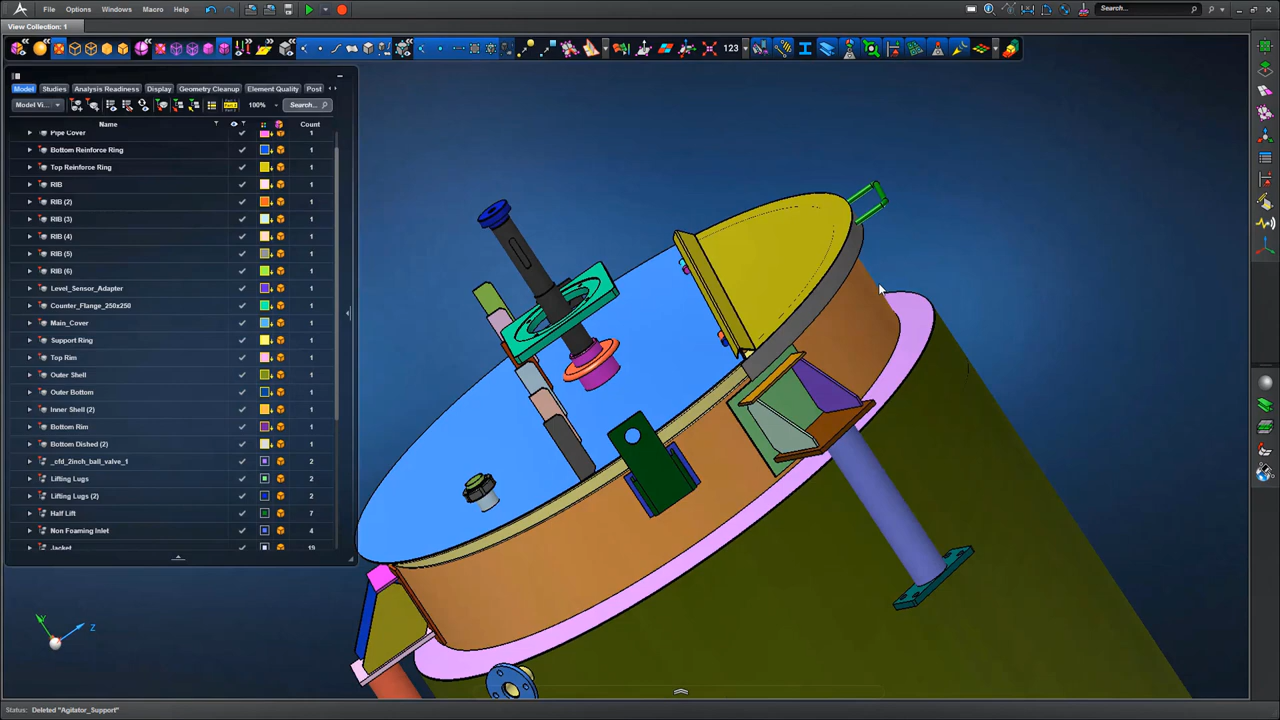 File Options Windows Macro Help
Search...
View Collection: 1
123
Model Studies Analysis Readiness Display Geometry Cleanup Element Quality Post
Model Vi... 100% Search...
Name Count
Pipe Cover 1
Bottom Reinforce Ring 1
Top Reinforce Ring 1
RIB 1
RIB (2) 1
RIB (3) 1
RIB (4) 1
RIB (5) 1
RIB (6) 1
Level_Sensor_Adapter 1
Counter_Flange_250x250 1
Main_Cover 1
Support Ring 1
Top Rim 1
Outer Shell 1
Outer Bottom 1
Inner Shell (2) 1
Bottom Rim 1
Bottom Dished (2) 1
_cfd_2inch_ball_valve_1 2
Lifting Lugs 2
Lifting Lugs (2) 2
Half Lift 7
Non Foaming Inlet 4
Jacket 19
Y
Z
Status: Deleted "Agitator_Support"